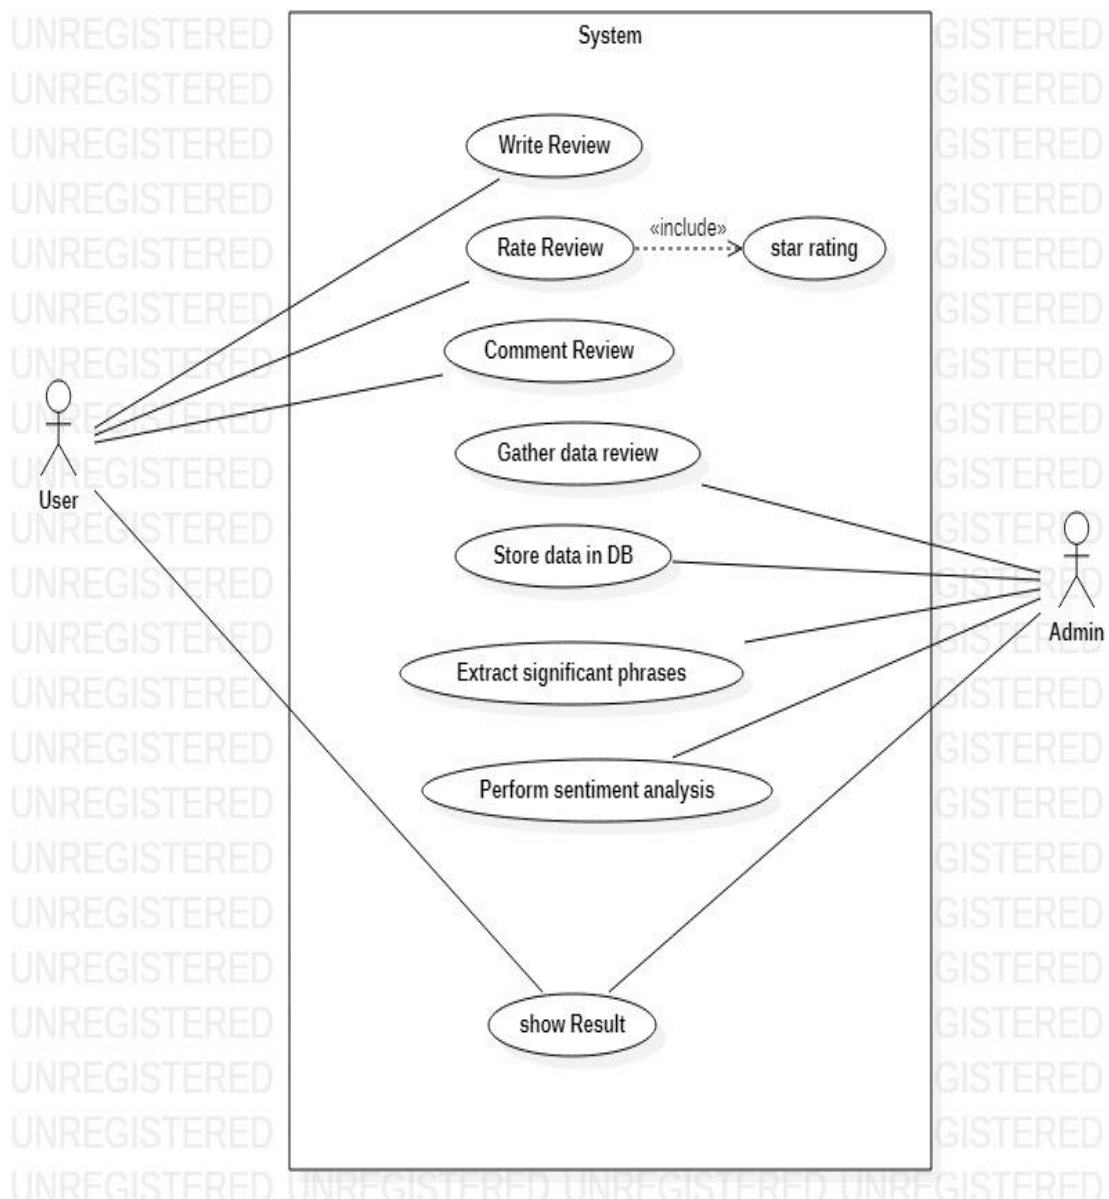 System
Write Review
Rate Review
«include»
star rating
Comment Review
Gather data review
User
Store data in DB
Admin
Extract significant phrases
Perform sentiment analysis
show Result
UNREGISTERED